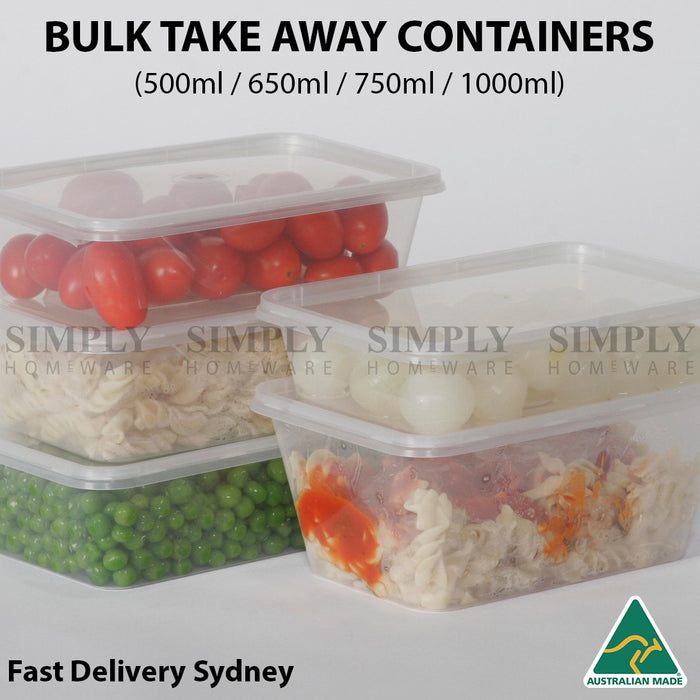 BULK TAKE AWAY CONTAINERS
(500ml / 650ml / 750ml / 1000ml)
SIMPLY SIMPLY SIMPLY SIMPLY
HOMEWARE HOMEWARE HOMEWARE HOMEWARE
Fast Delivery Sydney
AUSTRALIAN MADE